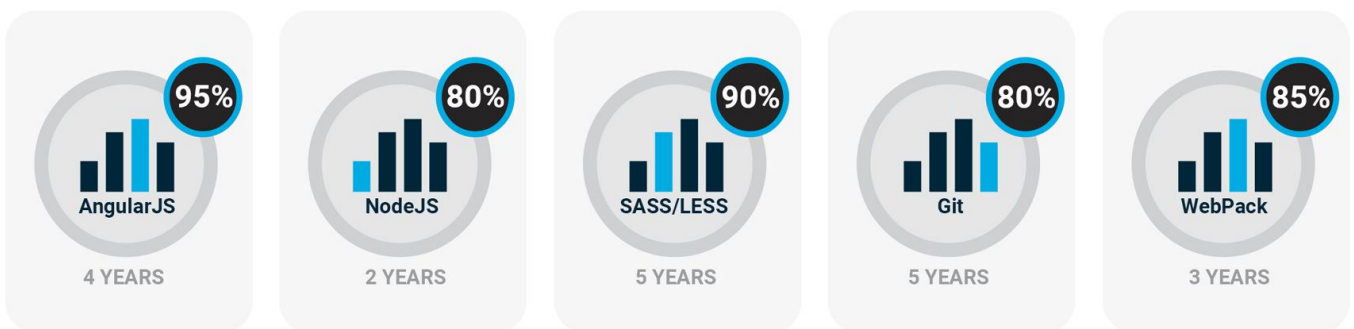 95%
AngularJS
4 YEARS
80%
NodeJS
2 YEARS
90%
SASS/LESS
5 YEARS
80%
Git
5 YEARS
85%
WebPack
3 YEARS